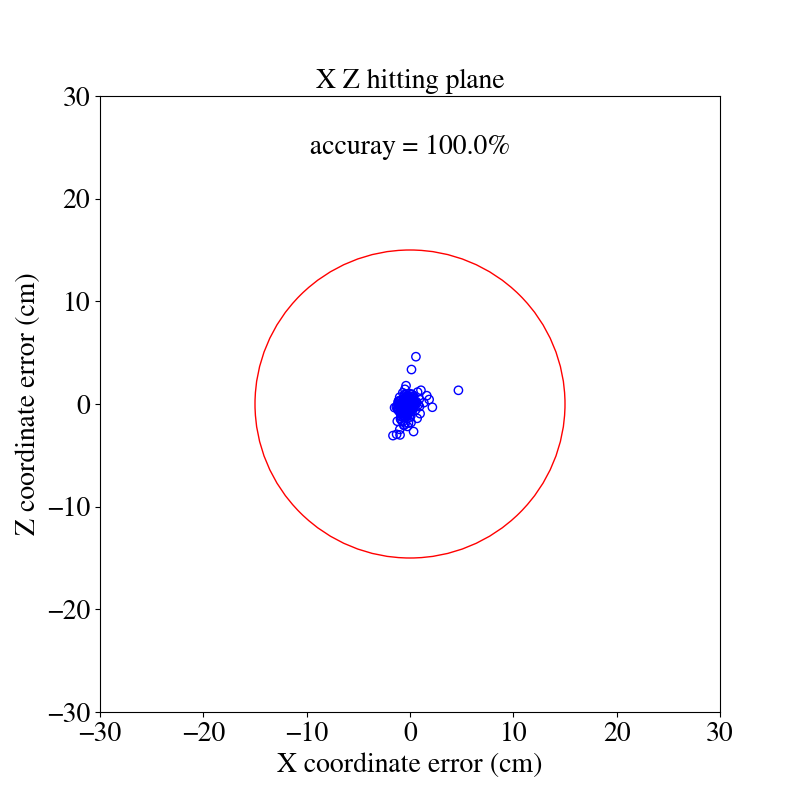 X Z hitting plane
accuray = 100.0%
30
20
10
0
−10
−20
−30
Z coordinate error (cm)
−30 −20 −10 0 10 20 30
X coordinate error (cm)